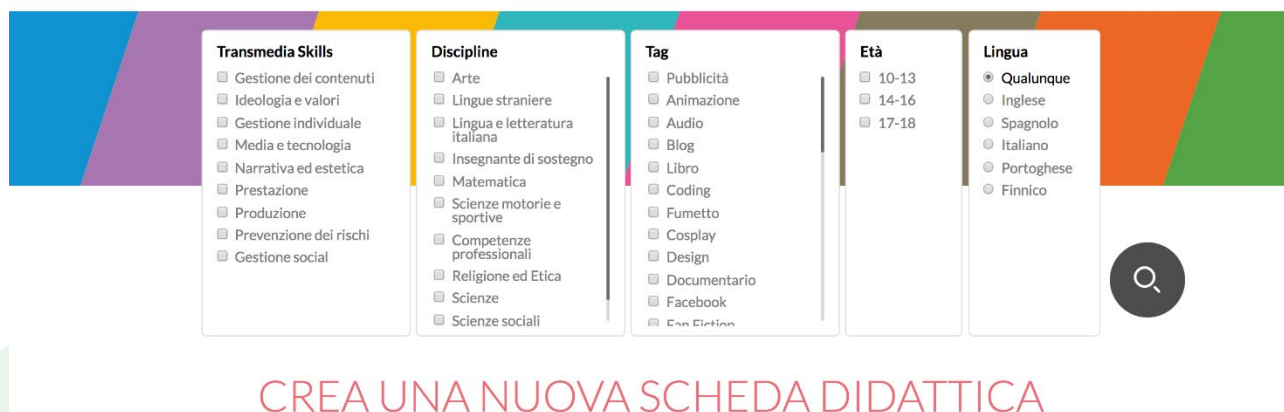 Transmedia Skills
Gestione dei contenuti
Ideologia e valori
Gestione individuale
Media e tecnologia
Narrativa ed estetica
Prestazione
Produzione
Prevenzione dei rischi
Gestione social
Discipline
Arte
Lingue straniere
Lingua e letteratura
italiana
Insegnante di sostegno
Matematica
Scienze motorie e
sportive
Competenze
professionali
Religione ed Etica
Scienze
Scienze sociali
Tag
Pubblicità
Animazione
Audio
Blog
Libro
Coding
Fumetto
Cosplay
Design
Documentario
Facebook
Fan Fiction
Età
10-13
14-16
17-18
Lingua
Qualunque
Inglese
Spagnolo
Italiano
Portoghese
Finnico
CREA UNA NUOVA SCHEDA DIDATTICA